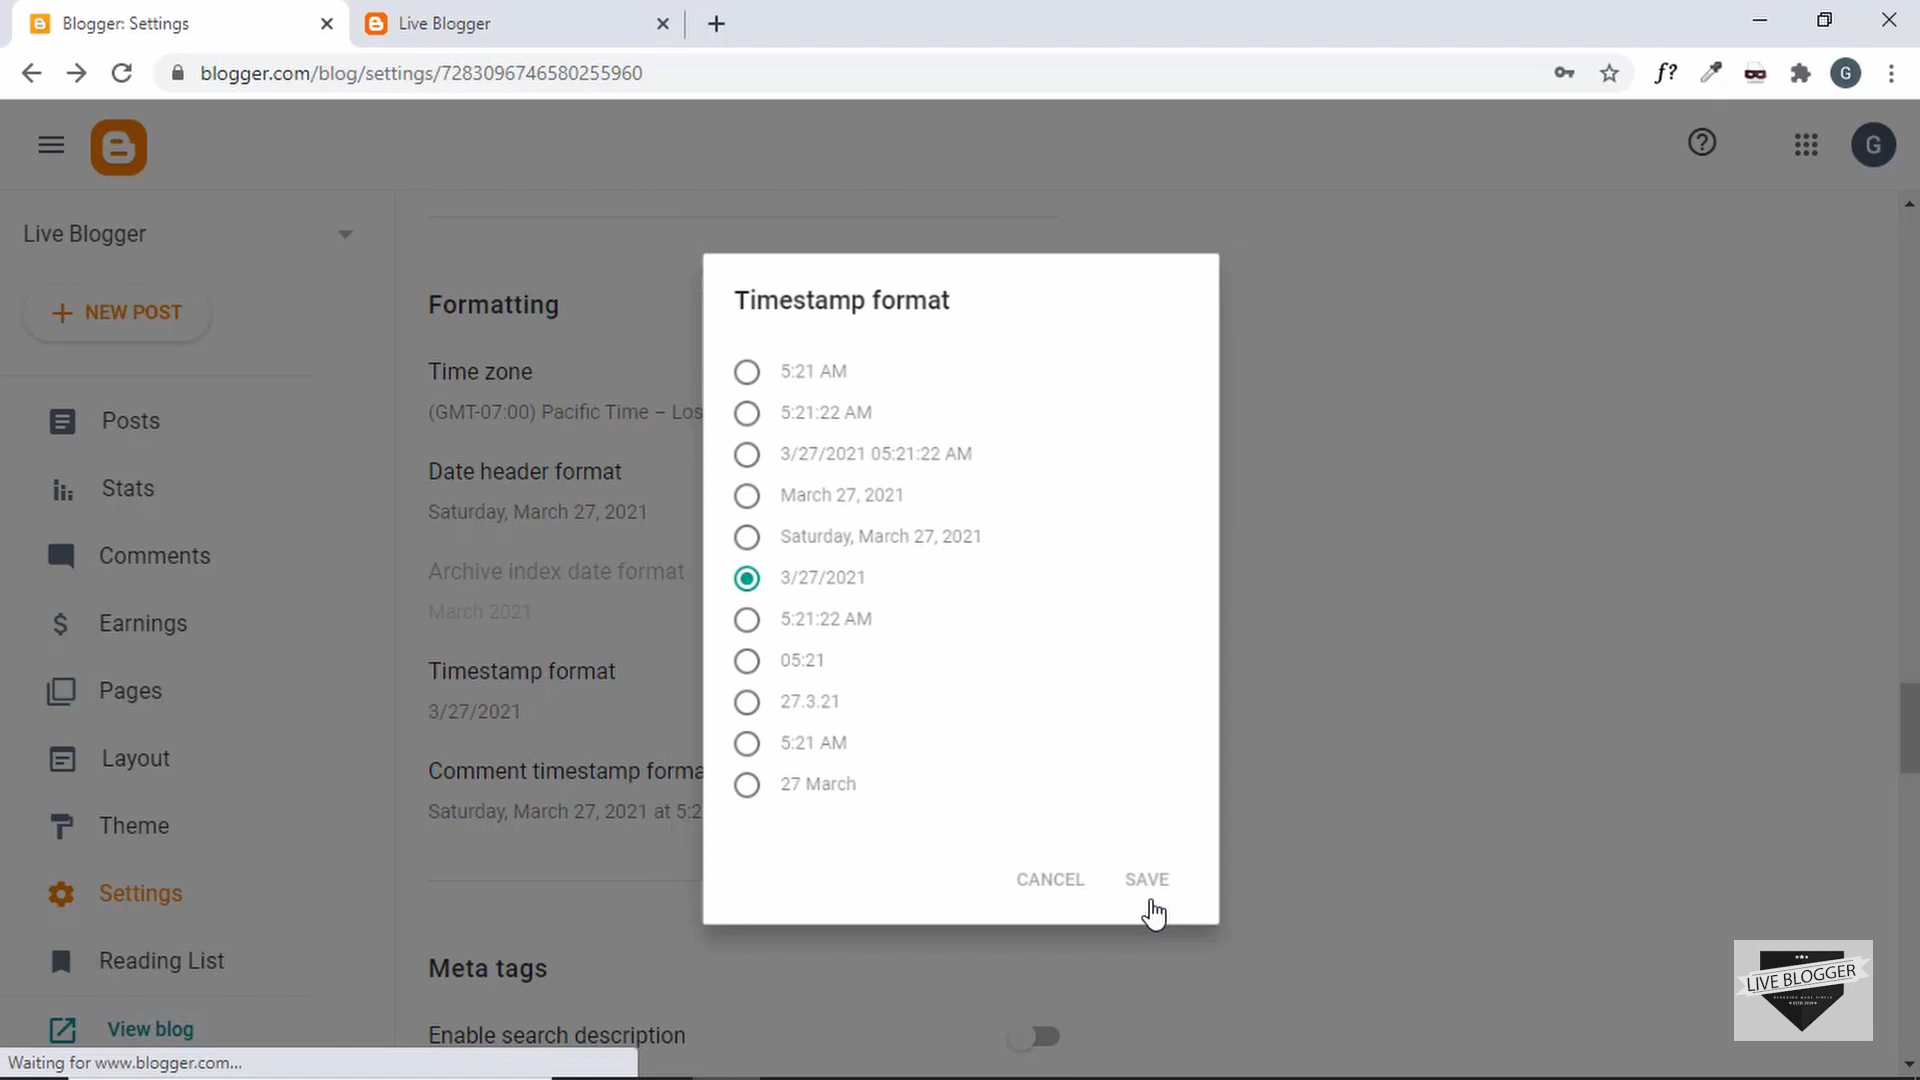 Blogger: Settings
Live Blogger
blogger.com/blog/settings/7283096746580255960
f?
G
G
Live Blogger
NEW POST
Posts
Stats
Comments
Earnings
Pages
Layout
Theme
Settings
Reading List
View blog
Waiting for www.blogger.com...
Formatting
Time zone
(GMT-07:00) Pacific Time – Los
Date header format
Saturday, March 27, 2021
Archive index date format
March 2021
Timestamp format
3/27/2021
Comment timestamp forma
Saturday, March 27, 2021 at 5:2
Meta tags
Enable search description
Timestamp format
5:21 AM
5:21:22 AM
3/27/2021 05:21:22 AM
March 27, 2021
Saturday, March 27, 2021
3/27/2021
5:21:22 AM
05:21
27.3.21
5:21 AM
27 March
CANCEL
SAVE
LIVE BLOGGER